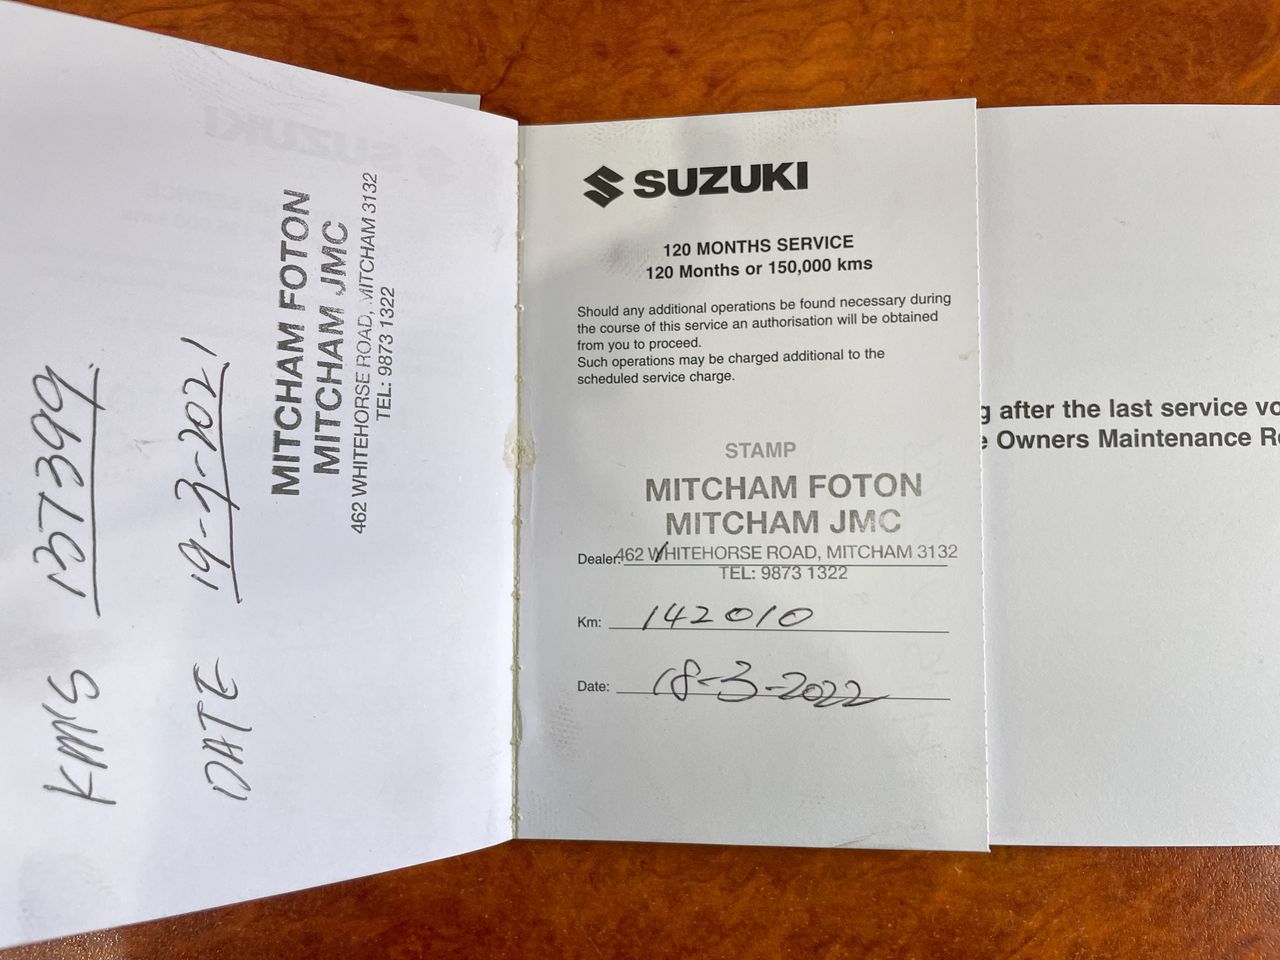 KMS 137399.
DATE 19-3-2021
MITCHAM FOTON
MITCHAM JMC
462 WHITEHORSE ROAD, MITCHAM 3132
TEL: 9873 1322
SUZUKI
120 MONTHS SERVICE
120 Months or 150,000 kms
Should any additional operations be found necessary during
the course of this service an authorisation will be obtained
from you to proceed.
Such operations may be charged additional to the
scheduled service charge.
STAMP
MITCHAM FOTON
MITCHAM JMC
Dealer: 462 WHITEHORSE ROAD, MITCHAM 3132
TEL: 9873 1322
Km: 142010
Date: 18-3-2022
g after the last service vo
e Owners Maintenance Re